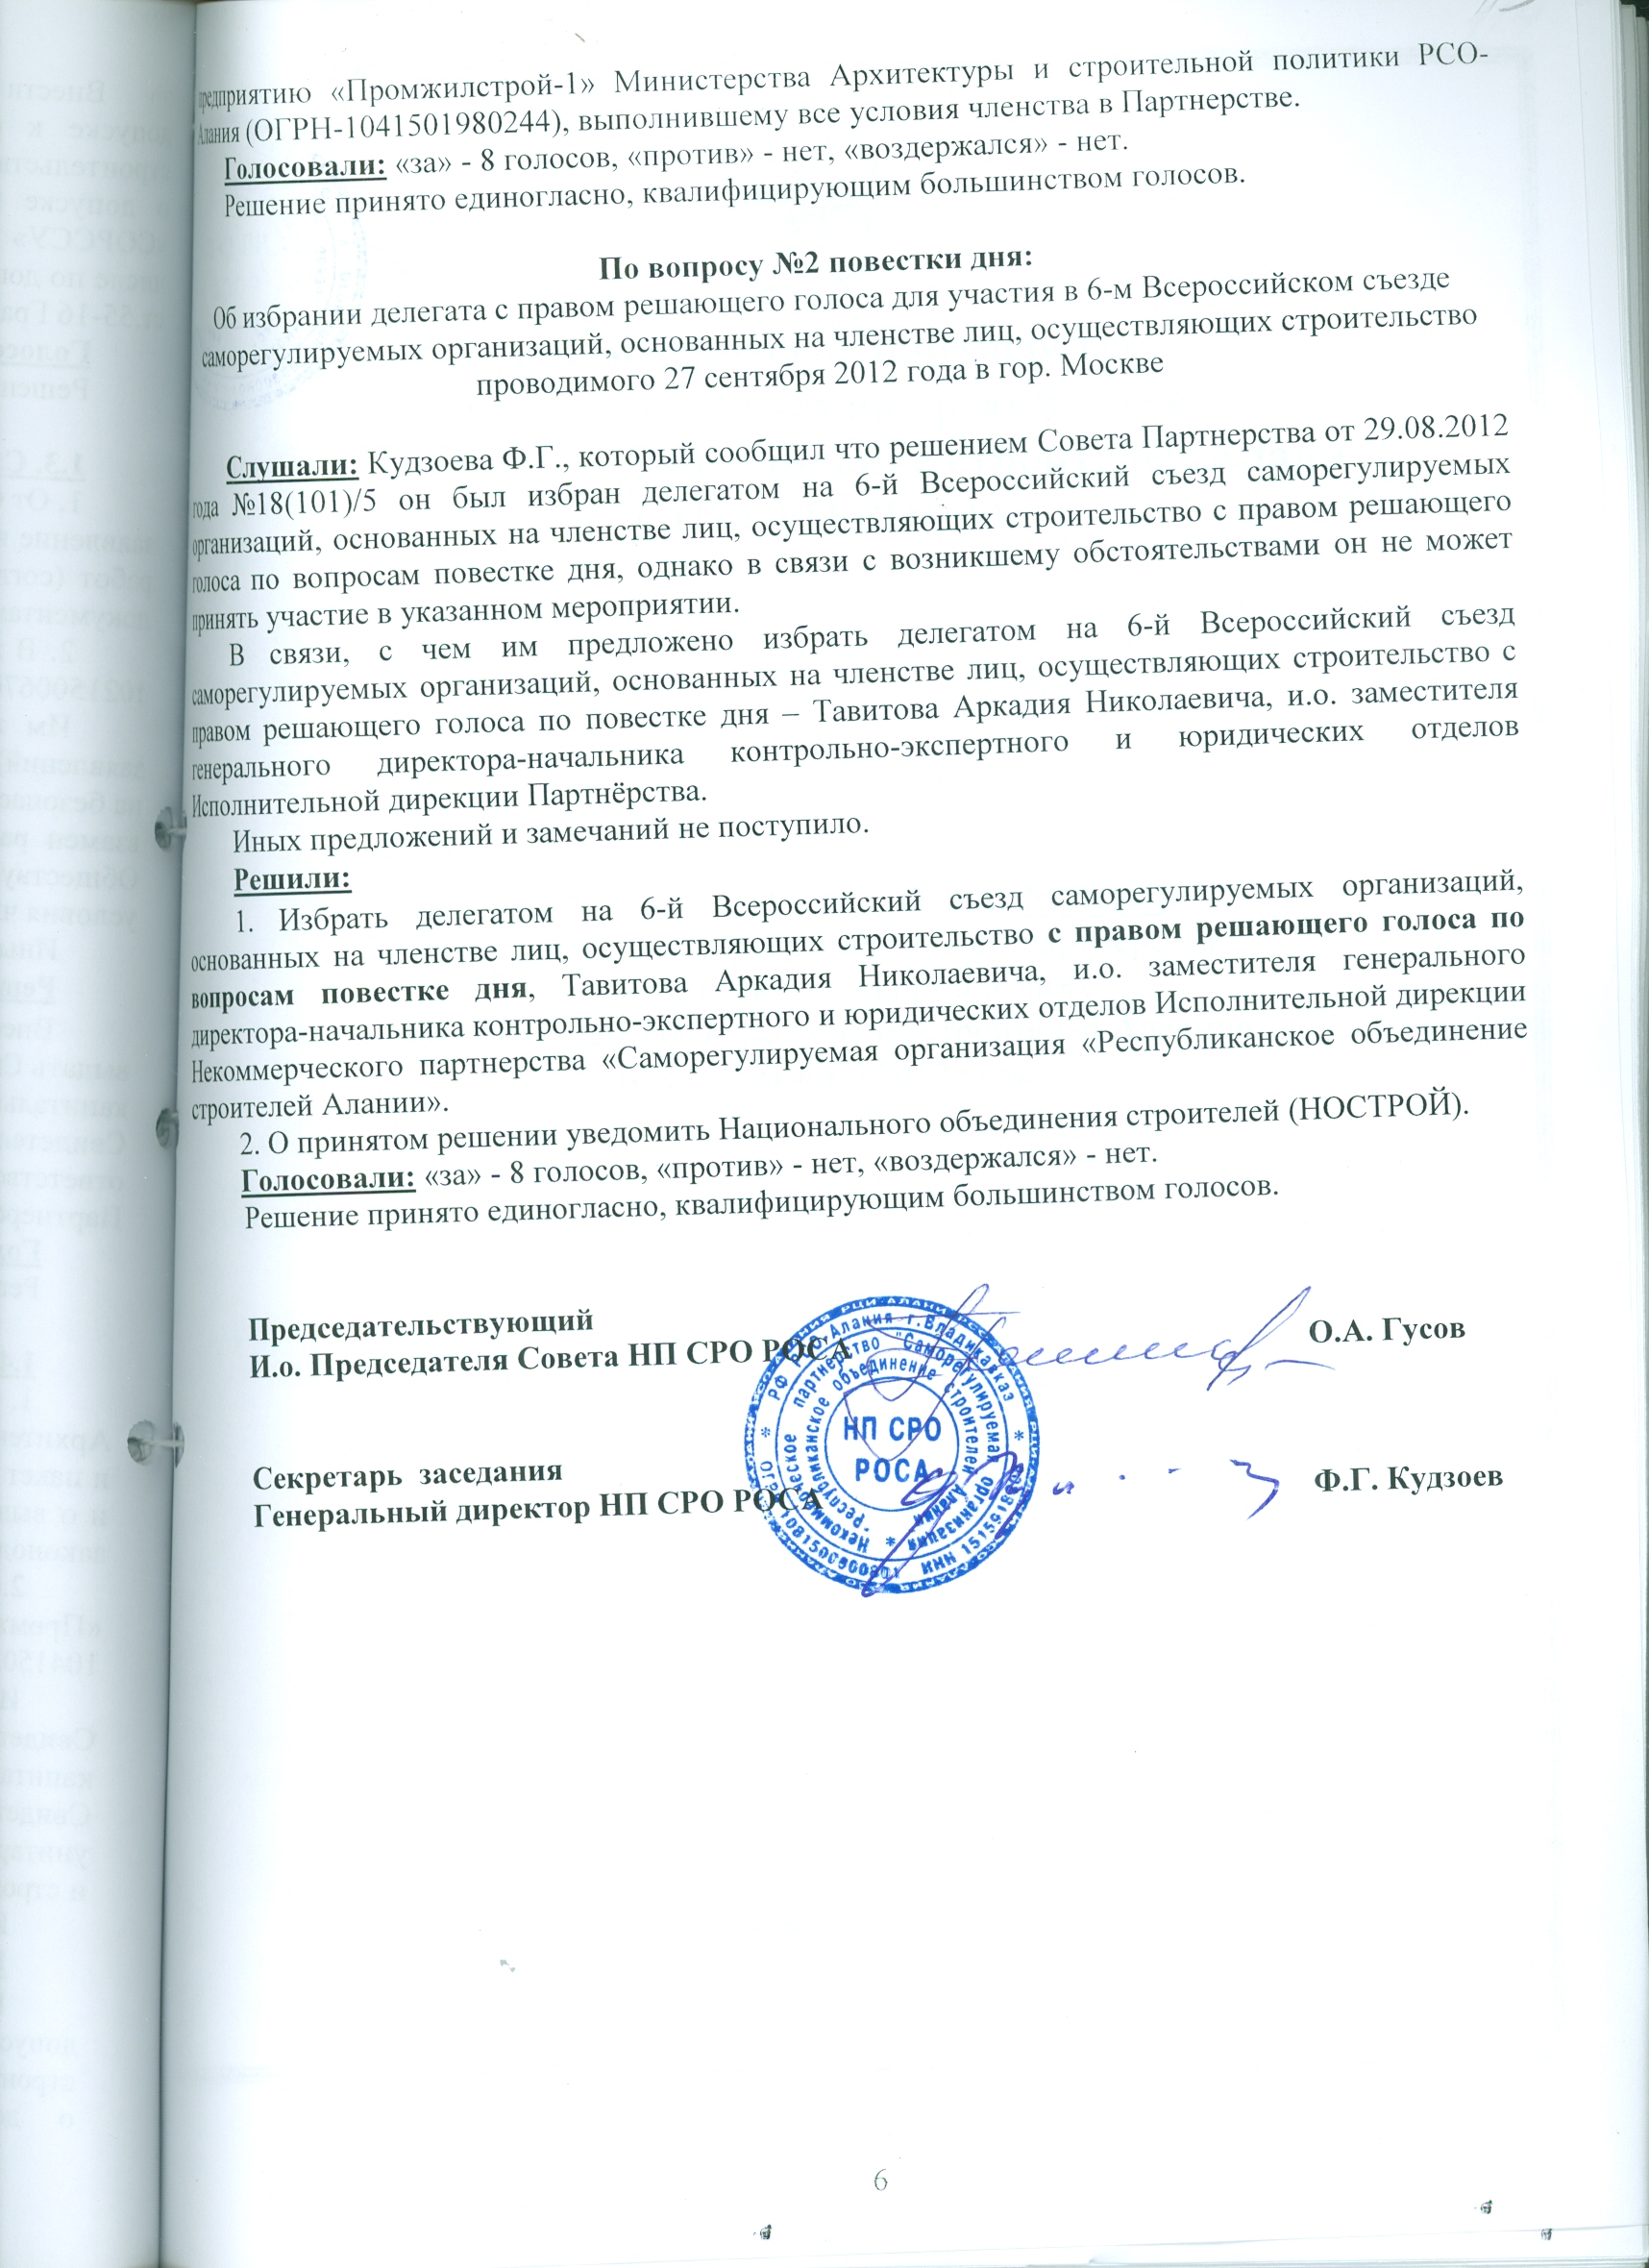 предприятию «Промжилстрой-1» Министерства Архитектуры и строительной политики РСО-
Алания (ОГРН-1041501980244), выполнившему все условия членства в Партнерстве.
Голосовали: «за» - 8 голосов, «против» - нет, «воздержался» - нет.
Решение принято единогласно, квалифицирующим большинством голосов.
По вопросу №2 повестки дня:
Об избрании делегата с правом решающего голоса для участия в 6-м Всероссийском съезде
саморегулируемых организаций, основанных на членстве лиц, осуществляющих строительство
проводимого 27 сентября 2012 года в гор. Москве
Слушали: Кудзоева Ф.Г., который сообщил что решением Совета Партнерства от 29.08.2012
года №18(101)/5 он был избран делегатом на 6-й Всероссийский съезд саморегулируемых
организаций, основанных на членстве лиц, осуществляющих строительство с правом решающего
голоса по вопросам повестке дня, однако в связи с возникшему обстоятельствами он не может
принять участие в указанном мероприятии.
В связи, с чем им предложено избрать делегатом на 6-й Всероссийский съезд
саморегулируемых организаций, основанных на членстве лиц, осуществляющих строительство с
правом решающего голоса по повестке дня – Тавитова Аркадия Николаевича, и.о. заместителя
генерального директора-начальника контрольно-экспертного и юридических отделов
Исполнительной дирекции Партнёрства.
Иных предложений и замечаний не поступило.
Решили:
1. Избрать делегатом на 6-й Всероссийский съезд саморегулируемых организаций,
основанных на членстве лиц, осуществляющих строительство с правом решающего голоса по
вопросам повестке дня, Тавитова Аркадия Николаевича, и.о. заместителя генерального
директора-начальника контрольно-экспертного и юридических отделов Исполнительной дирекции
Некоммерческого партнерства «Саморегулируемая организация «Республиканское объединение
строителей Алании».
2. О принятом решении уведомить Национального объединения строителей (НОСТРОЙ).
Голосовали: «за» - 8 голосов, «против» - нет, «воздержался» - нет.
Решение принято единогласно, квалифицирующим большинством голосов.
Председательствующий
И.о. Председателя Совета НП СРО РОСА О.А. Гусов
Секретарь заседания
Генеральный директор НП СРО РОСА Ф.Г. Кудзоев
РФ РСО-Алания г.Владикавказ
Некоммерческое партнерство "Саморегулируемая организация
"Республиканское объединение строителей Алании"
НП СРО
РОСА
6